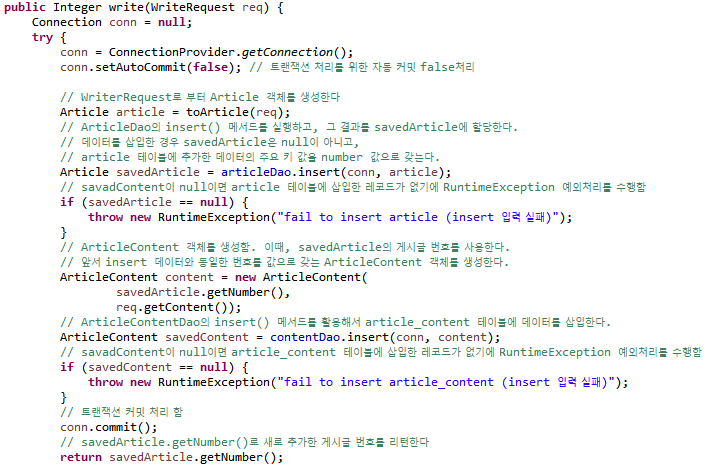 public Integer write(WriteRequest req) {
    Connection conn = null;
    try {
        conn = ConnectionProvider.getConnection();
        conn.setAutoCommit(false); // 트랜잭션 처리를 위한 자동 커밋 false처리

        // WriterRequest로 부터 Article 객체를 생성한다
        Article article = toArticle(req);
        // ArticleDao의 insert() 메서드를 실행하고, 그 결과를 savedArticle에 할당한다.
        // 데이터를 삽입한 경우 savedArticle은 null이 아니고,
        // article 테이블에 추가한 데이터의 주요 키 값을 number 값으로 갖는다.
        Article savedArticle = articleDao.insert(conn, article);
        // savadContent이 null이면 article 테이블에 삽입한 레코드가 없기에 RuntimeException 예외처리를 수행함
        if (savedArticle == null) {
            throw new RuntimeException("fail to insert article (insert 입력 실패)");
        }
        // ArticleContent 객체를 생성함. 이때, savedArticle의 게시글 번호를 사용한다.
        // 앞서 insert 데이터와 동일한 번호를 값으로 갖는 ArticleContent 객체를 생성한다.
        ArticleContent content = new ArticleContent(
                savedArticle.getNumber(),
                req.getContent());
        // ArticleContentDao의 insert() 메서드를 활용해서 article_content 테이블에 데이터를 삽입한다.
        ArticleContent savedContent = contentDao.insert(conn, content);
        // savadContent이 null이면 article_content 테이블에 삽입한 레코드가 없기에 RuntimeException 예외처리를 수행함
        if (savedContent == null) {
            throw new RuntimeException("fail to insert article_content (insert 입력 실패)");
        }
        // 트랜잭션 커밋 처리 함
        conn.commit();
        // savedArticle.getNumber()로 새로 추가한 게시글 번호를 리턴한다
        return savedArticle.getNumber();